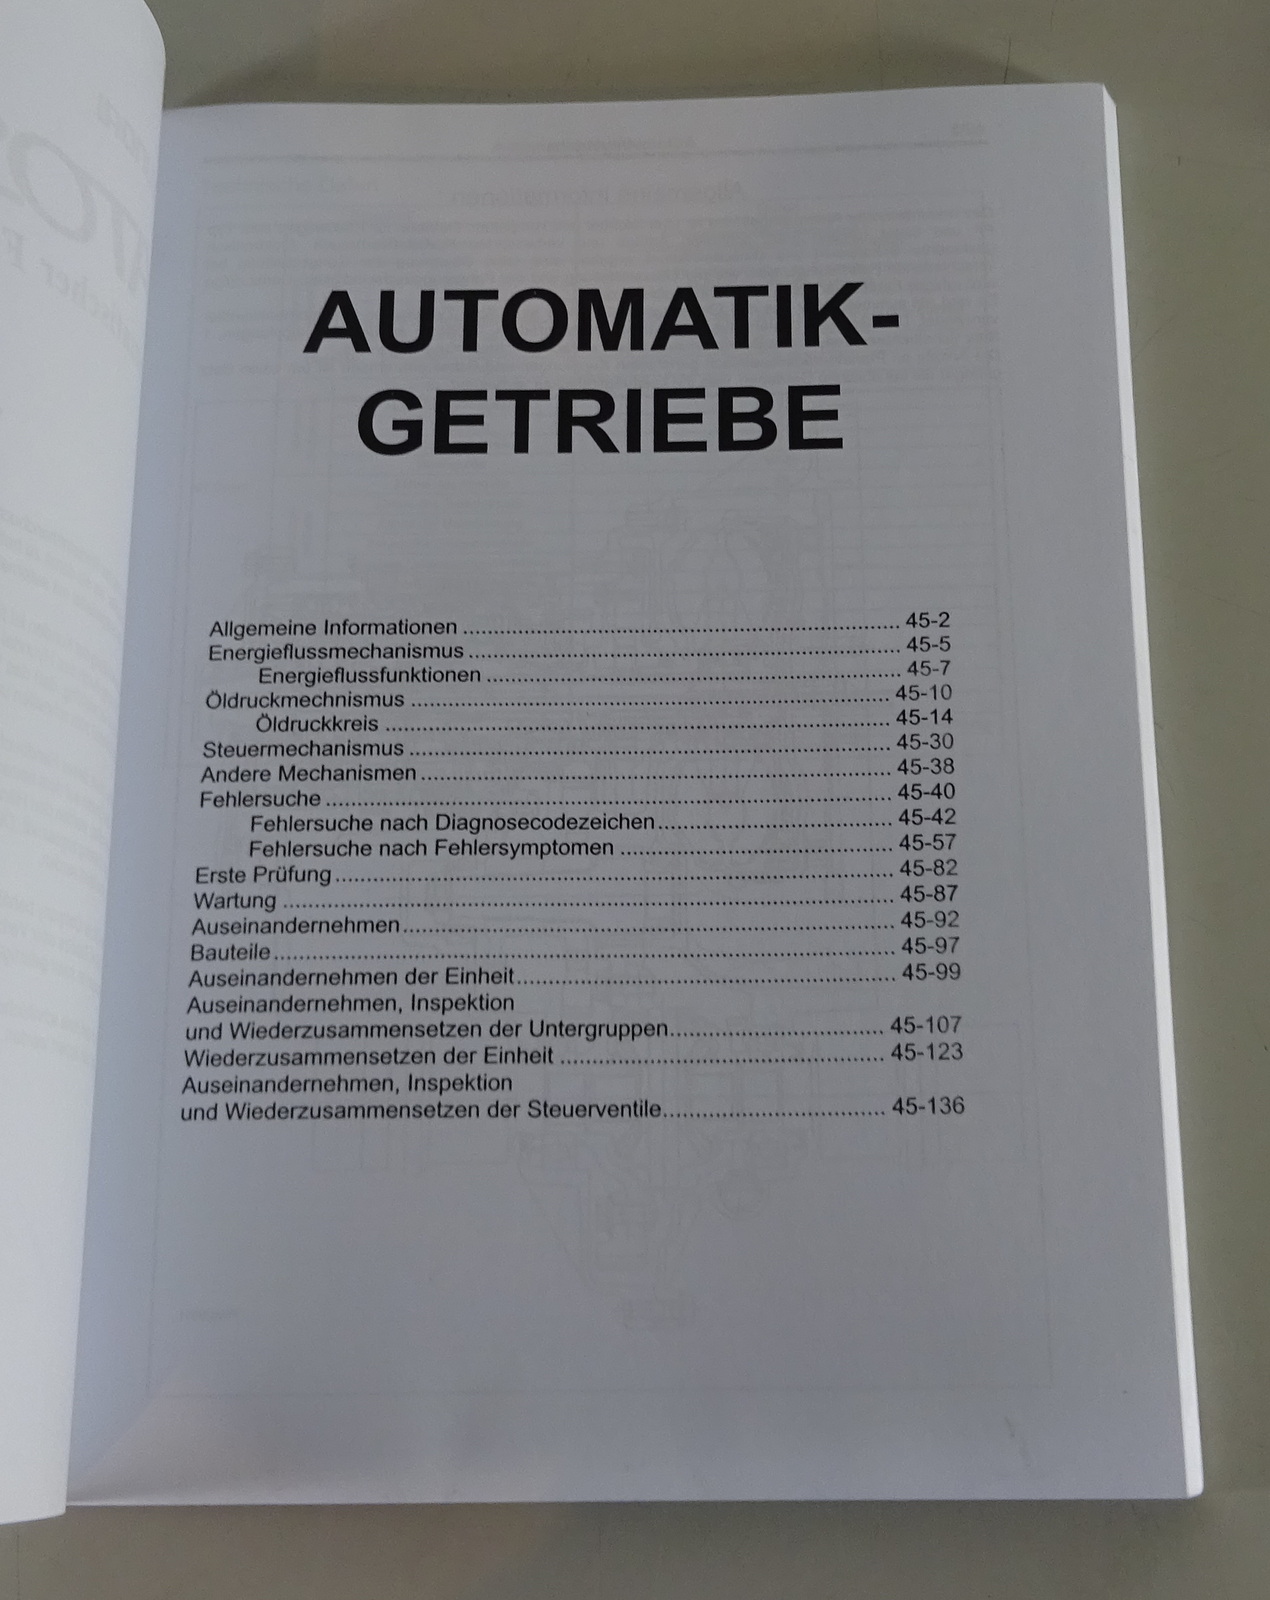 AUTOMATIK-
GETRIEBE
Allgemeine Informationen ........................................ 45-2
Energieflussmechanismus ........................................ 45-5
Energieflussfunktionen ........................................ 45-7
Öldruckmechnismus ........................................ 45-10
Öldruckkreis ........................................ 45-14
Steuermechanismus ........................................ 45-30
Andere Mechanismen ........................................ 45-38
Fehlersuche ........................................ 45-40
Fehlersuche nach Diagnosecodezeichen ........................................ 45-42
Fehlersuche nach Fehlersymptomen ........................................ 45-57
Erste Prüfung ........................................ 45-82
Wartung ........................................ 45-87
Auseinandernehmen ........................................ 45-92
Bauteile ........................................ 45-97
Auseinandernehmen der Einheit ........................................ 45-99
Auseinandernehmen, Inspektion
und Wiederzusammensetzen der Untergruppen ........................................ 45-107
Wiederzusammensetzen der Einheit ........................................ 45-123
Auseinandernehmen, Inspektion
und Wiederzusammensetzen der Steuerventile ........................................ 45-136